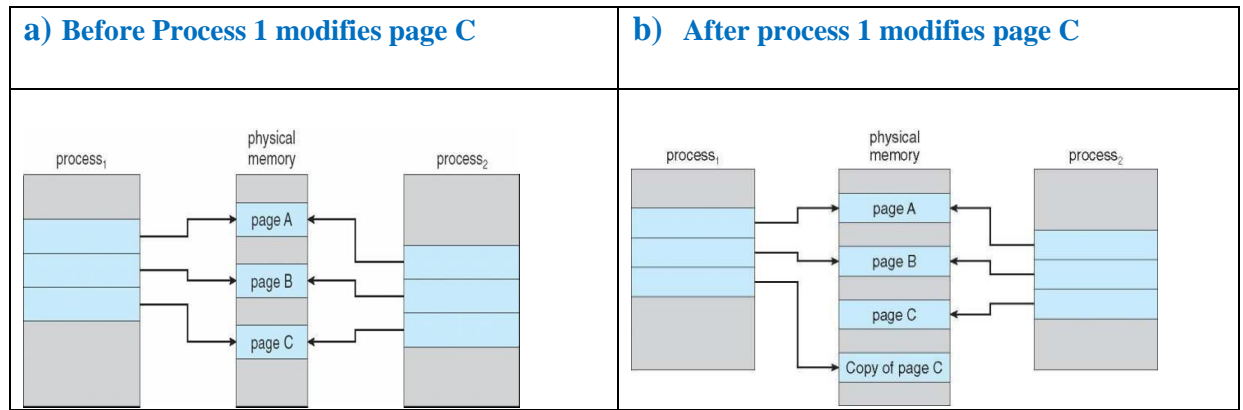 a) Before Process 1 modifies page C
b) After process 1 modifies page C
process₁
physical
memory
process₂
page A
page B
page C
process₁
physical
memory
process₂
page A
page B
page C
Copy of page C